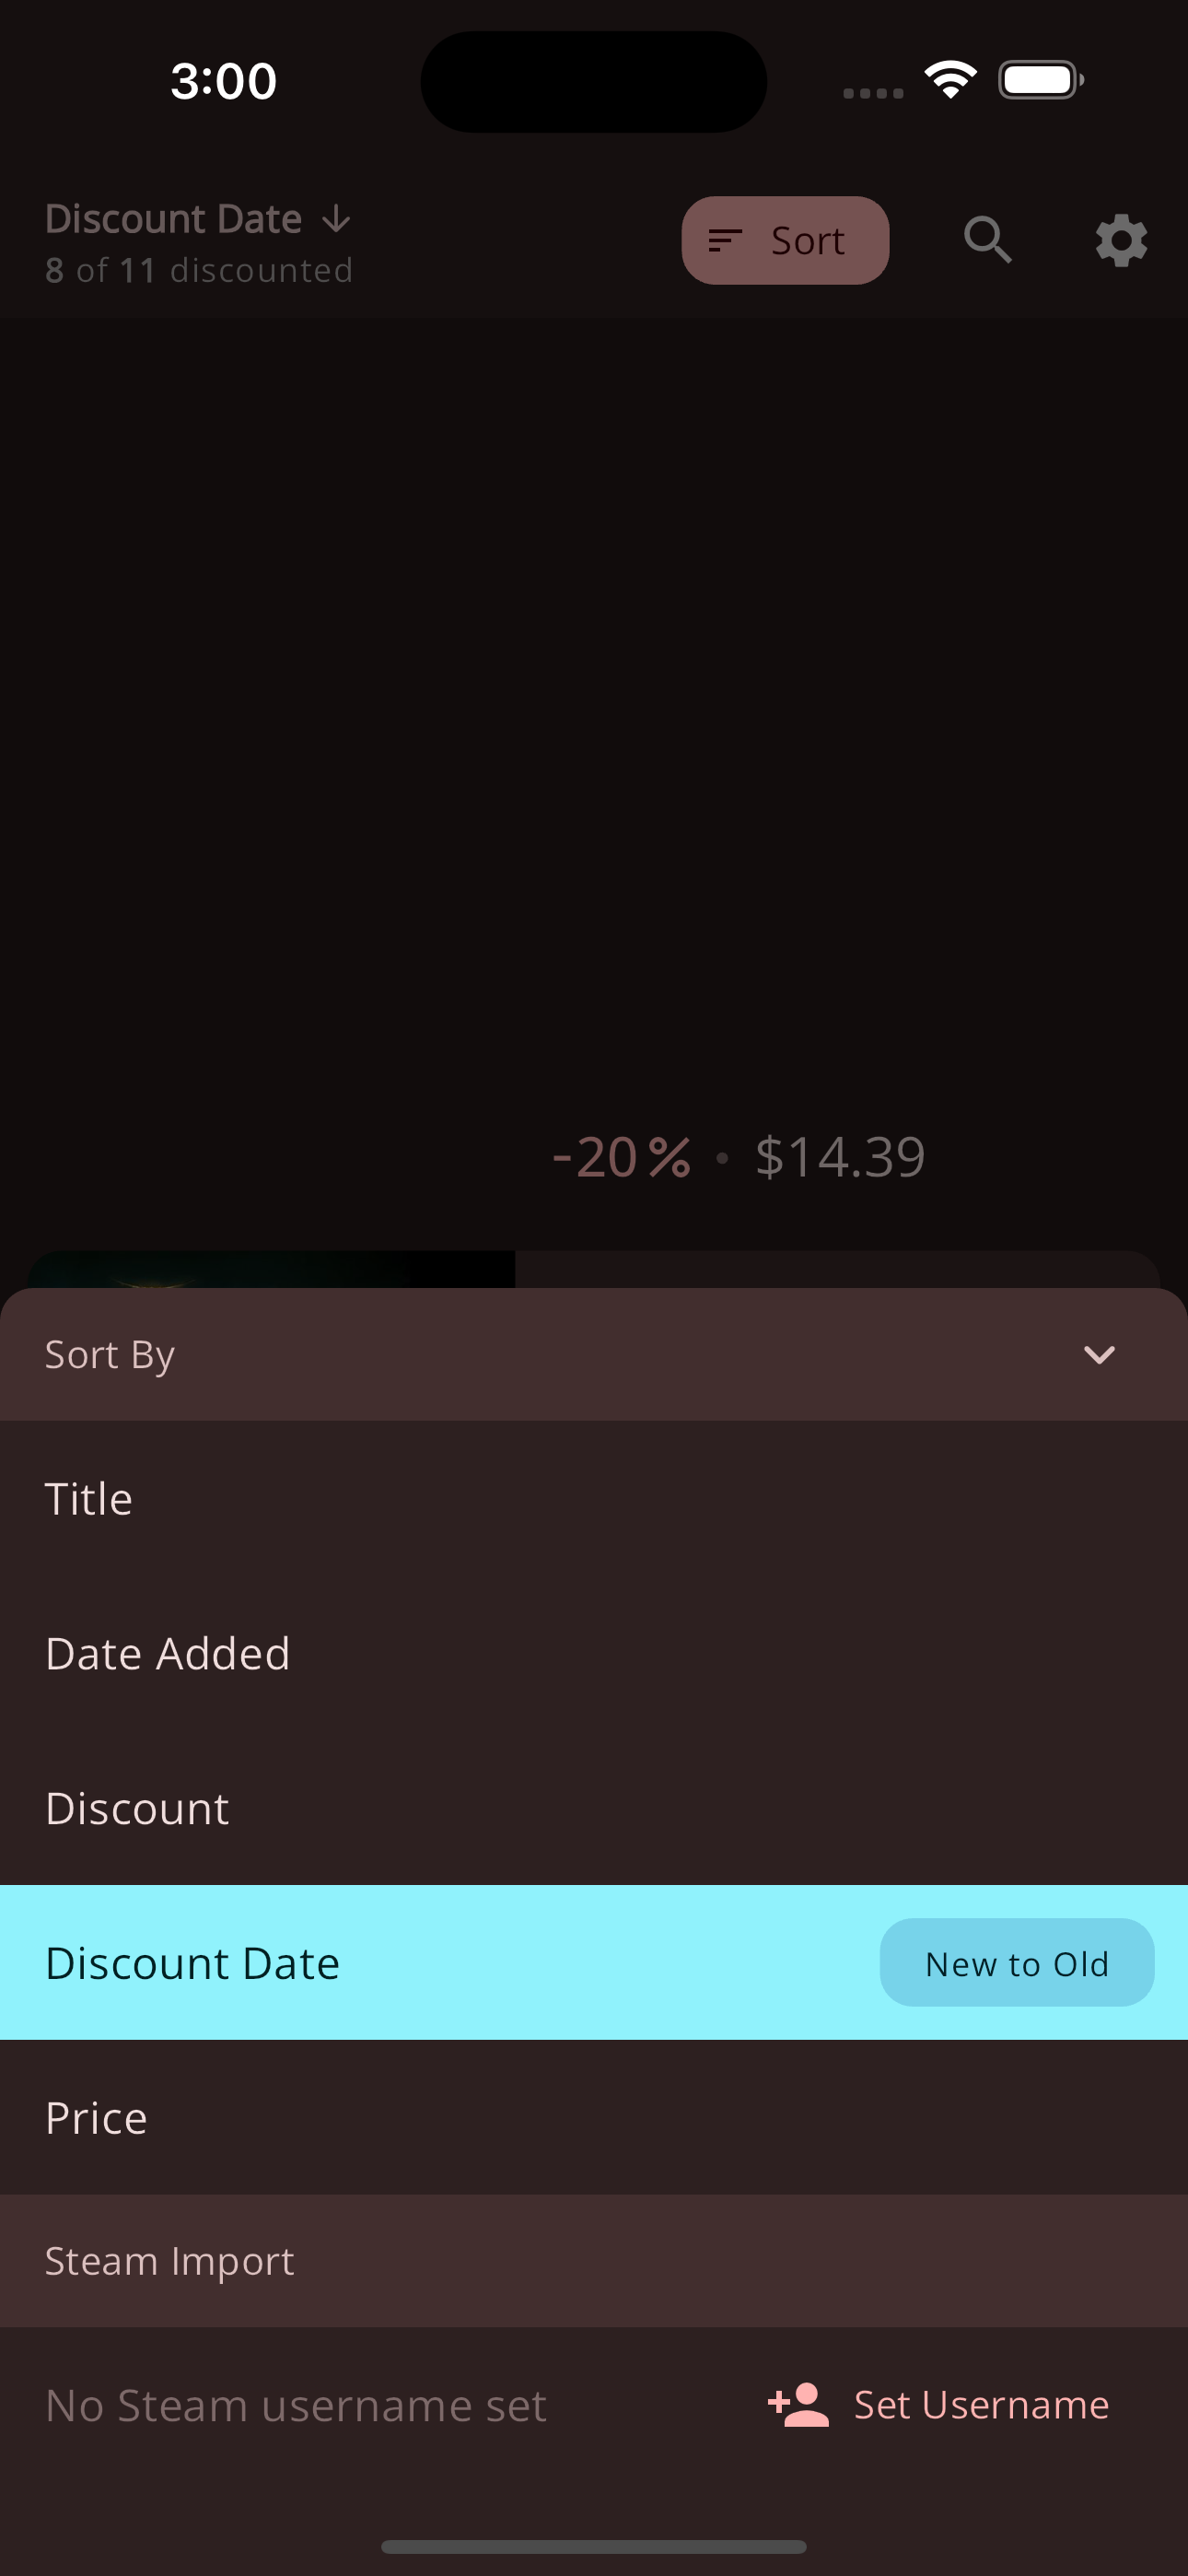 3:00
Discount Date
8 of 11 discounted
Sort
-20% • $14.39
Sort By
Title
Date Added
Discount
Discount Date
New to Old
Price
Steam Import
No Steam username set
Set Username